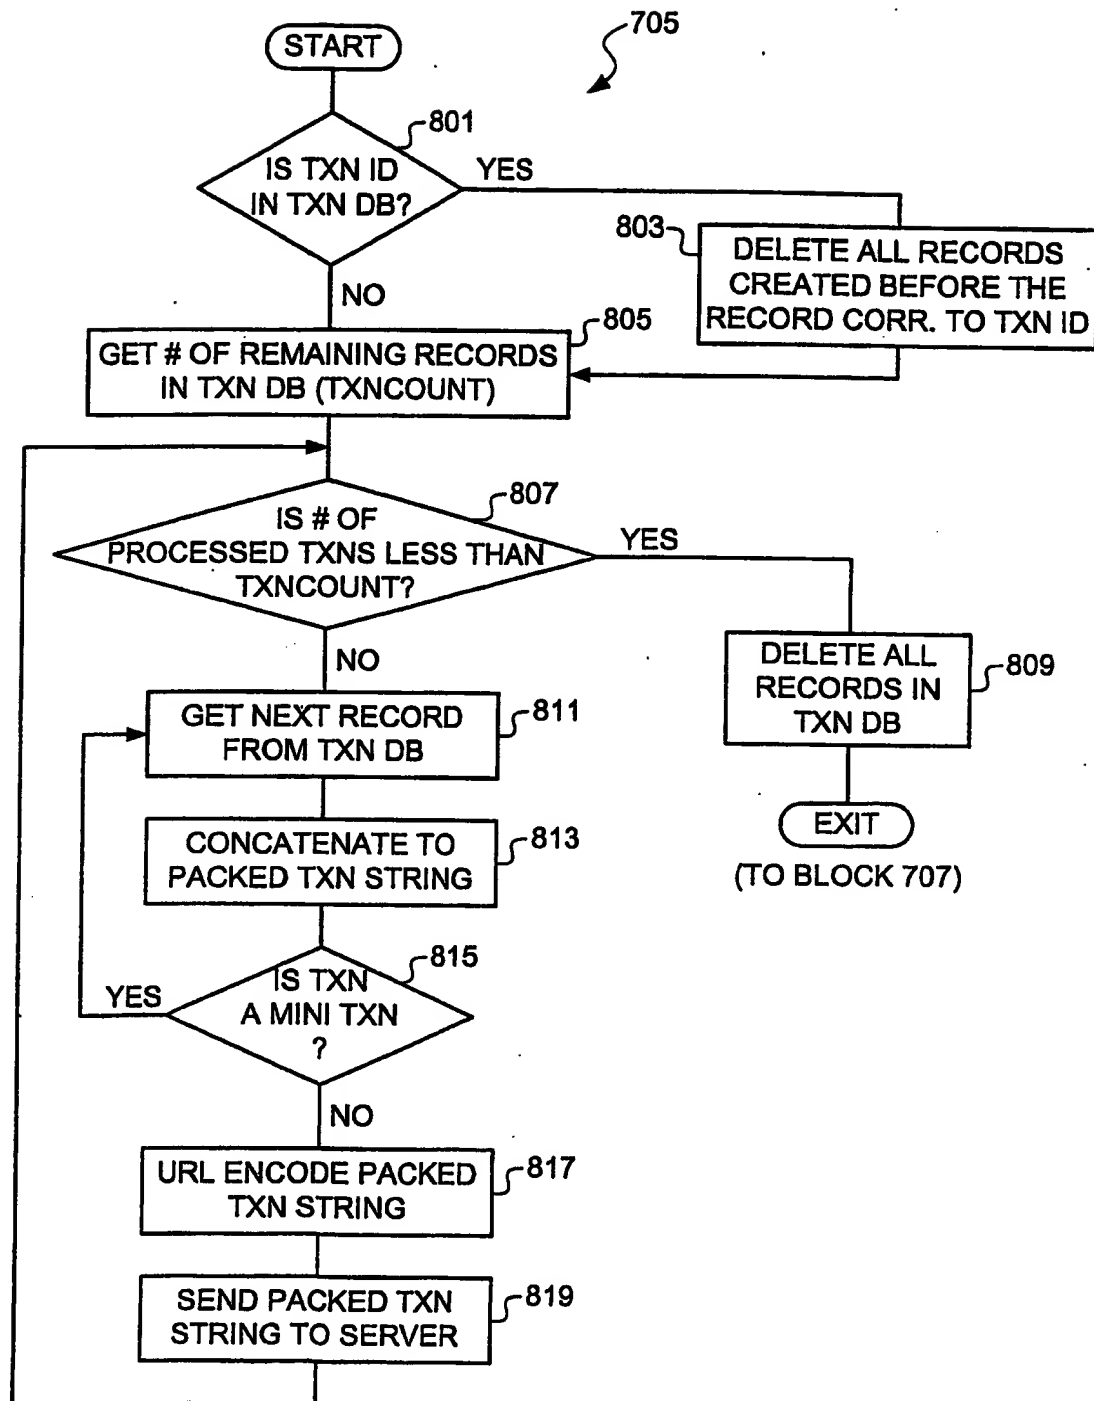 705
START
801
IS TXN ID
IN TXN DB?
YES
803
DELETE ALL RECORDS
CREATED BEFORE THE
RECORD CORR. TO TXN ID
NO
805
GET # OF REMAINING RECORDS
IN TXN DB (TXNCOUNT)
807
IS # OF
PROCESSED TXNS LESS THAN
TXNCOUNT?
YES
NO
DELETE ALL
RECORDS IN
TXN DB
809
EXIT
(TO BLOCK 707)
GET NEXT RECORD
FROM TXN DB
811
CONCATENATE TO
PACKED TXN STRING
813
815
IS TXN
A MINI TXN
?
YES
NO
URL ENCODE PACKED
TXN STRING
817
SEND PACKED TXN
STRING TO SERVER
819